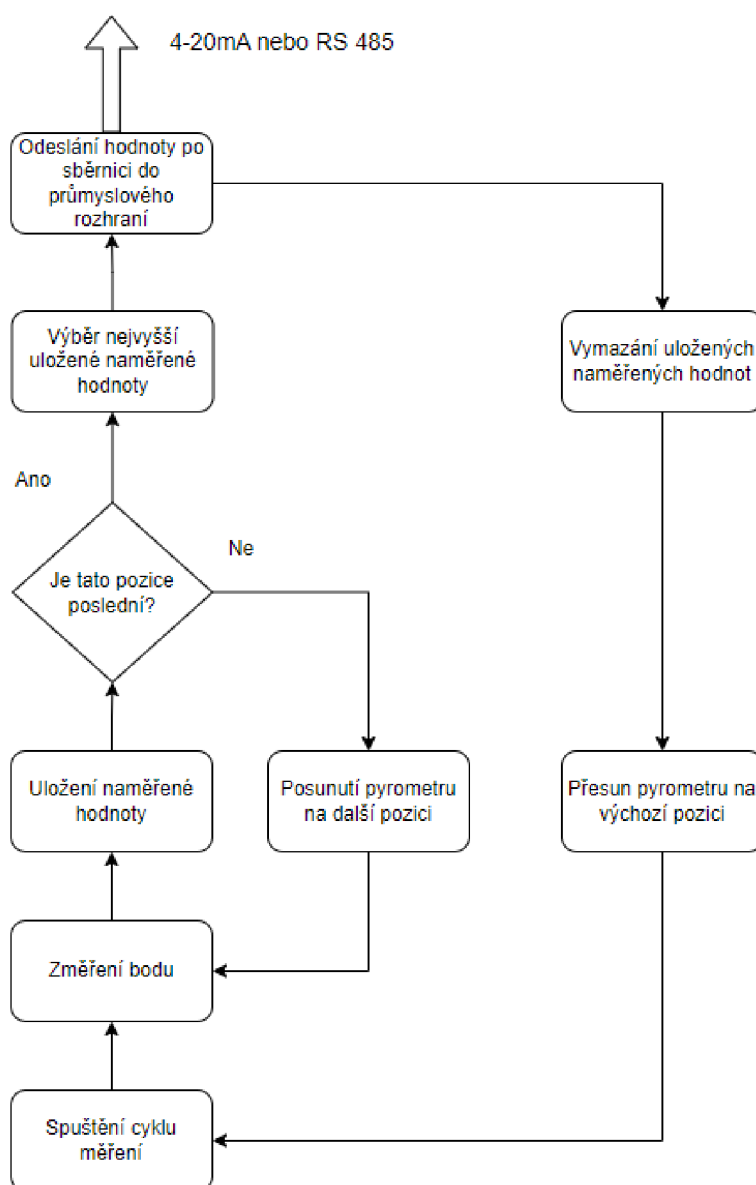 4-20mA nebo RS 485
Odeslání hodnoty po
sběrnici do
průmyslového
rozhraní
Výběr nejvyšší
uložené naměřené
hodnoty
Vymazání uložených
naměřených hodnot
Ano
Ne
Je tato pozice
poslední?
Uložení naměřené
hodnoty
Posunutí pyrometru
na další pozici
Přesun pyrometru na
výchozí pozici
Změření bodu
Spuštění cyklu
měření